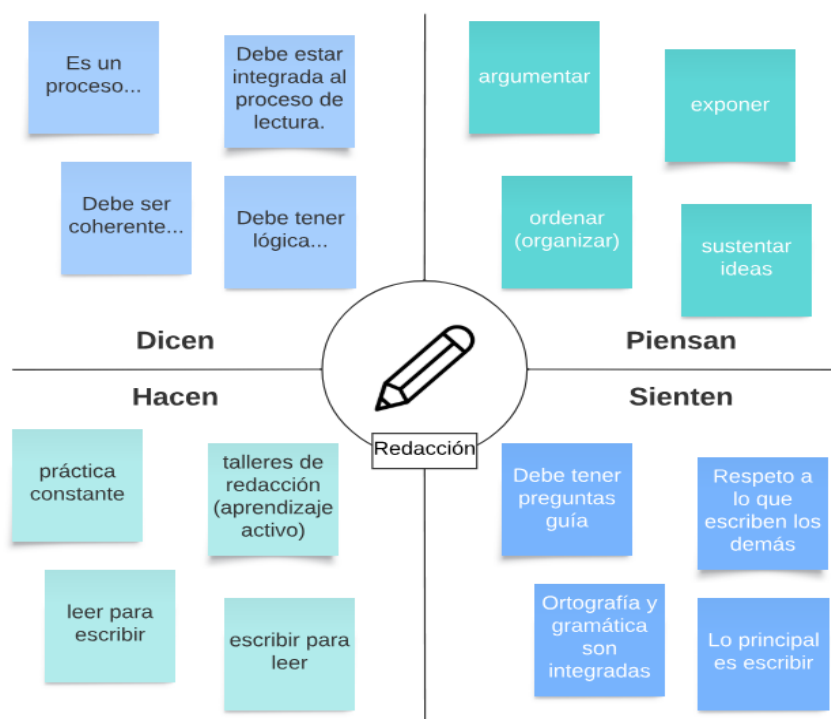 Es un
proceso...
Debe estar
integrada al
proceso de
lectura.
Debe ser
coherente...
Debe tener
lógica...
Dicen
argumentar
exponer
ordenar
(organizar)
sustentar
ideas
Piensan
Hacen
práctica
constante
talleres de
redacción
(aprendizaje
activo)
leer para
escribir
escribir para
leer
Redacción
Sienten
Debe tener
preguntas
guía
Respeto a
lo que
escriben los
demás
Ortografía y
gramática
son
integradas
Lo principal
es escribir